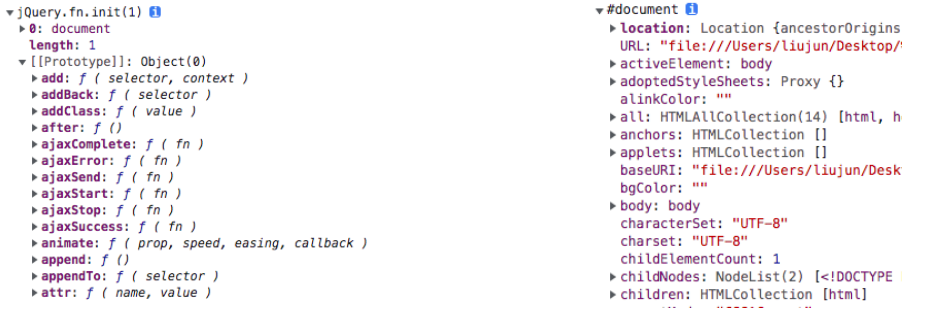 jQuery.fn.init(1)
0: document
length: 1
[[Prototype]]: Object(0)
add: ƒ ( selector, context )
addBack: ƒ ( selector )
addClass: ƒ ( value )
after: ƒ ()
ajaxComplete: ƒ ( fn )
ajaxError: ƒ ( fn )
ajaxSend: ƒ ( fn )
ajaxStart: ƒ ( fn )
ajaxStop: ƒ ( fn )
ajaxSuccess: ƒ ( fn )
animate: ƒ ( prop, speed, easing, callback )
append: ƒ ()
appendTo: ƒ ( selector )
attr: ƒ ( name, value )
#document
location: Location {ancestorOrigins
URL: "file:///Users/liujun/Desktop/
activeElement: body
adoptedStyleSheets: Proxy {}
alinkColor: ""
all: HTMLAllCollection(14) [html, he
anchors: HTMLCollection []
applets: HTMLCollection []
baseURI: "file:///Users/liujun/Desk
bgColor: ""
body: body
characterSet: "UTF-8"
charset: "UTF-8"
childElementCount: 1
childNodes: NodeList(2) [<!DOCTYPE
children: HTMLCollection [html]